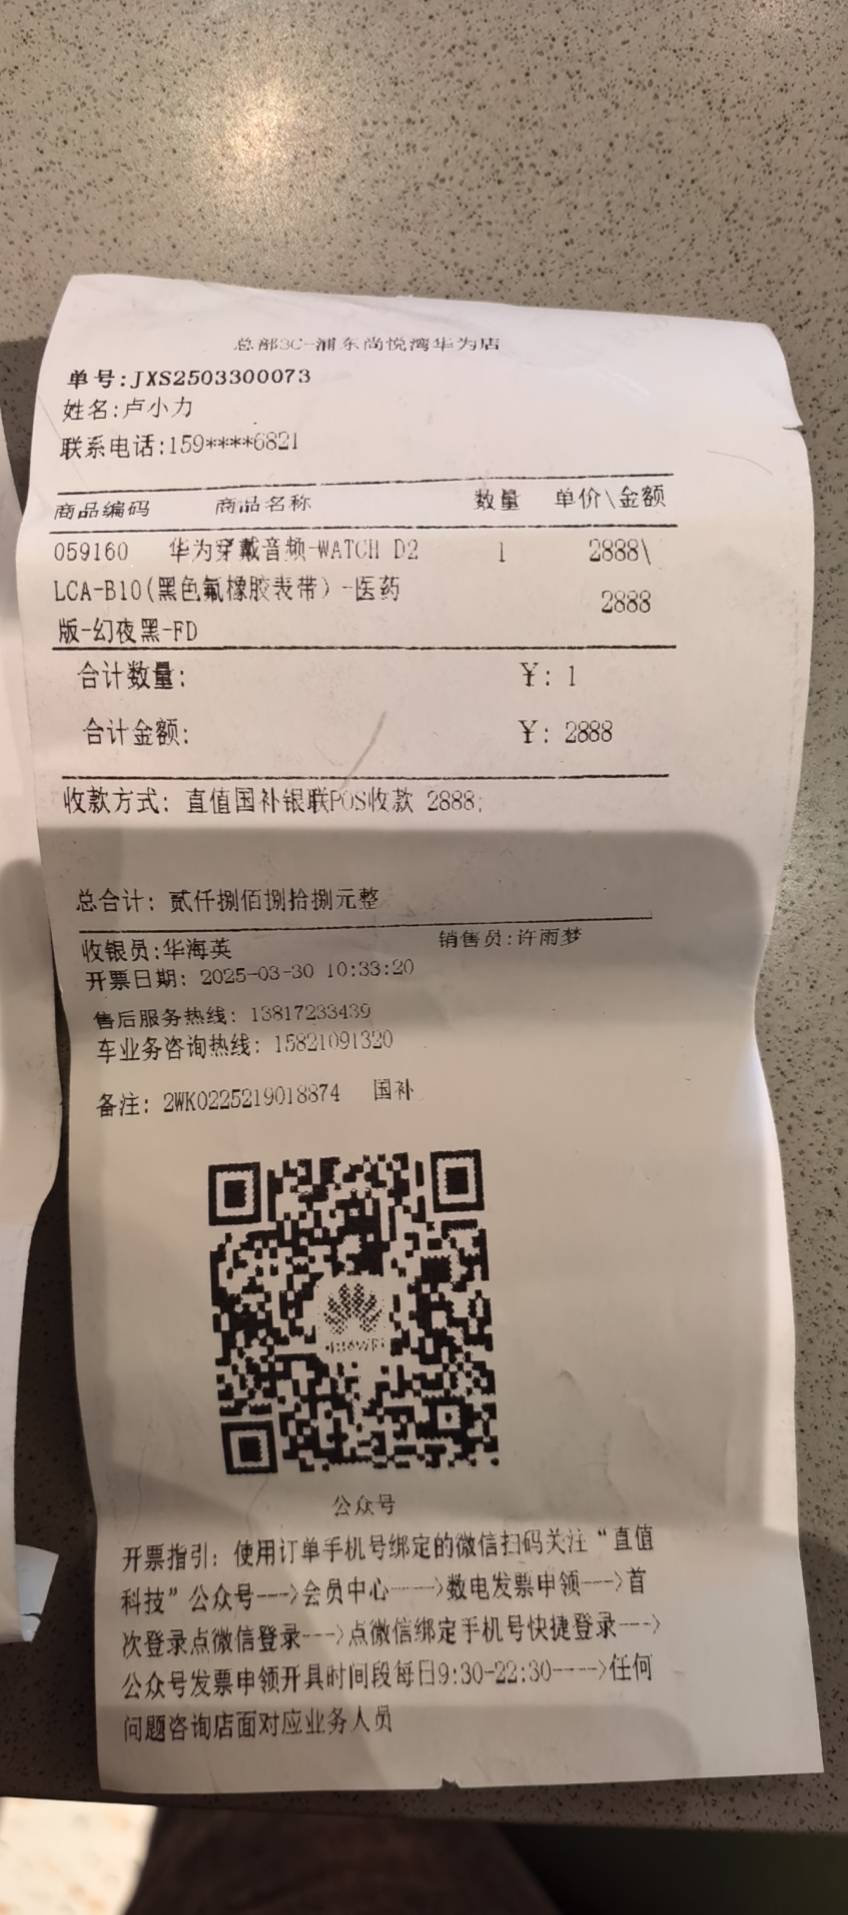 总部3C-浦东尚悦湾华为店
单号:JXS2503300073
姓名:卢小力
联系电话:159****6821
商品编码 商品名称 数量 单价\金额
059160 华为穿戴音频-WATCH D2 1 2888\
LCA-B10(黑色氟橡胶表带)-医药 2888
版-幻夜黑-FD
合计数量: ¥: 1
合计金额: ¥: 2888
收款方式: 直值国补银联POS收款 2888;
总合计: 贰仟捌佰捌拾捌元整
收银员:华海英 销售员:许雨梦
开票日期: 2025-03-30 10:33:20
售后服务热线: 13817233439
车业务咨询热线: 15821091320
备注: 2WK0225219018874 国补
HUAWEI
公众号
开票指引: 使用订单手机号绑定的微信扫码关注“直值
科技”公众号--->会员中心---->数电发票申领--->首
次登录点微信登录--->点微信绑定手机号快捷登录--->
公众号发票申领开具时间段每日9:30-22:30---->任何
问题咨询店面对应业务人员